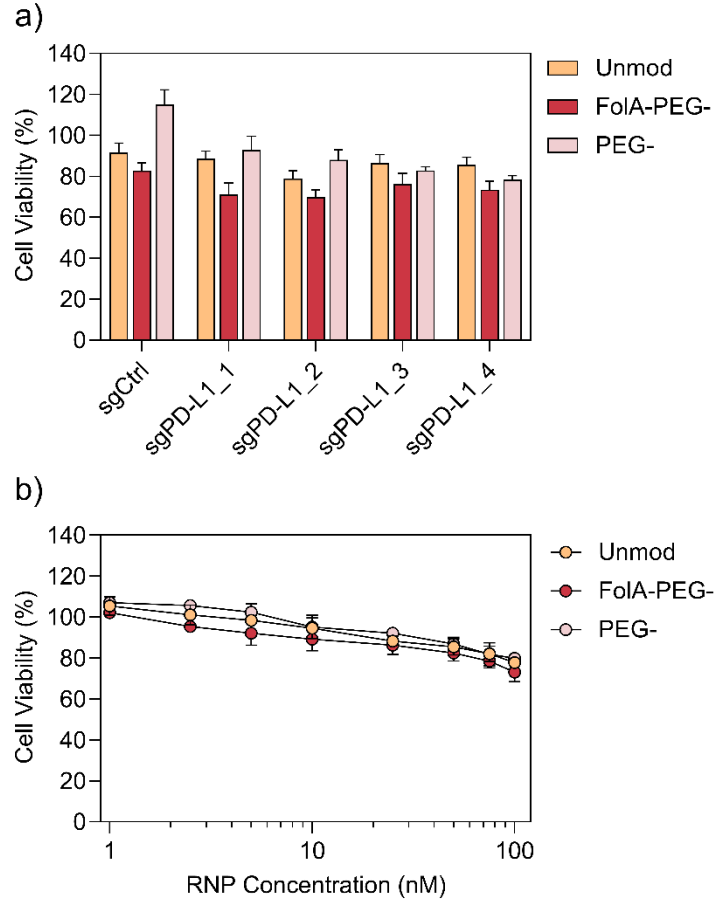 a)
140
120
100
80
60
40
20
0
Cell Viability (%)
sgCtrl
sgPD-L1_1
sgPD-L1_2
sgPD-L1_3
sgPD-L1_4
Unmod
FolA-PEG-
PEG-
b)
140
120
100
80
60
40
20
0
Cell Viability (%)
1
10
100
RNP Concentration (nM)
Unmod
FolA-PEG-
PEG-